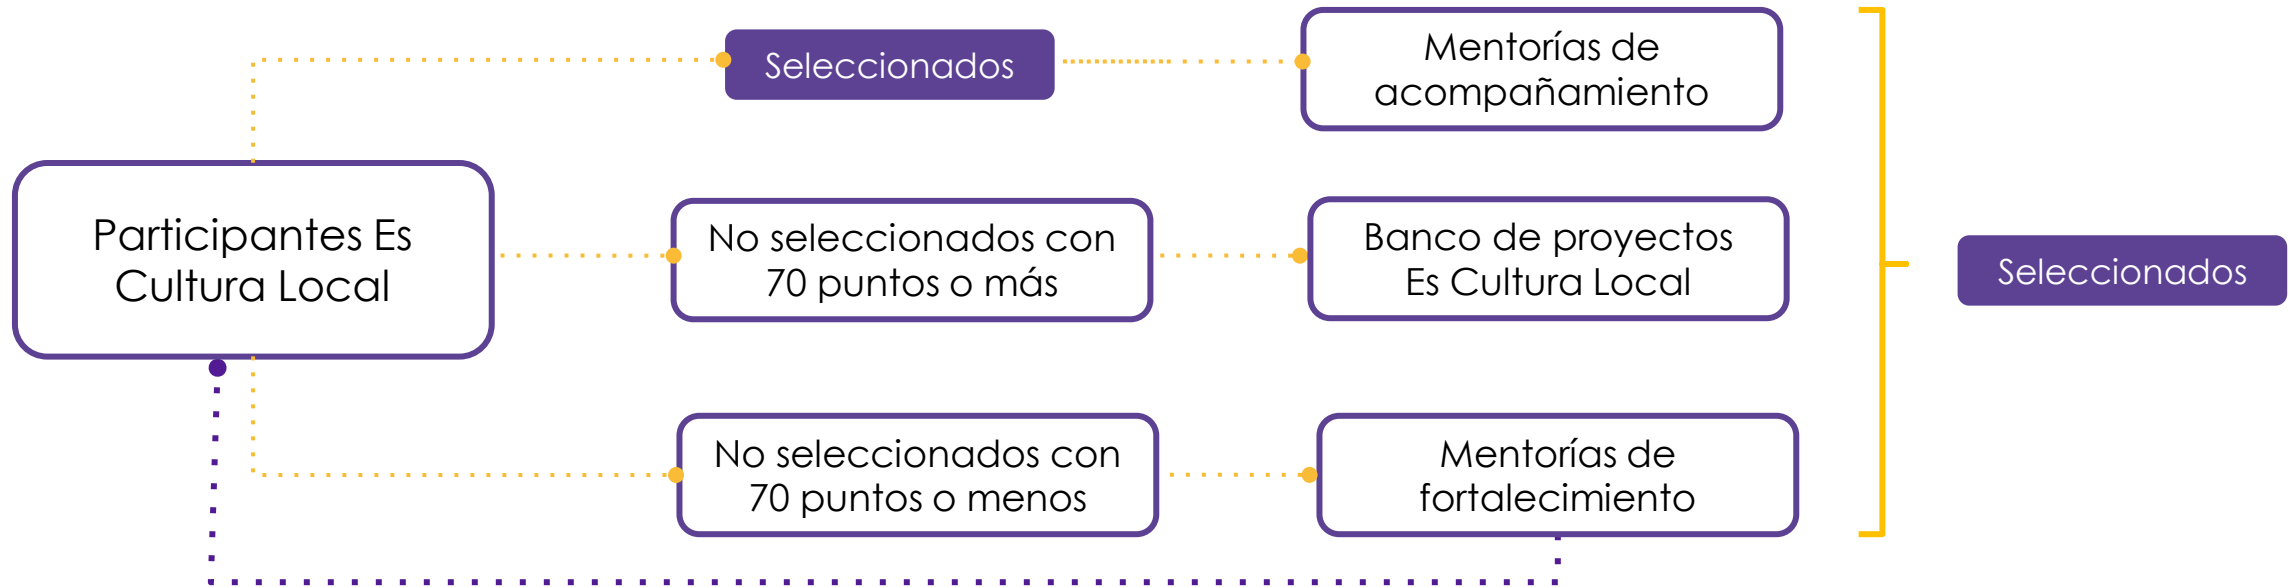 Seleccionados
Mentorías de
acompañamiento
Participantes Es
Cultura Local
No seleccionados con
70 puntos o más
Banco de proyectos
Es Cultura Local
Seleccionados
No seleccionados con
70 puntos o menos
Mentorías de
fortalecimiento